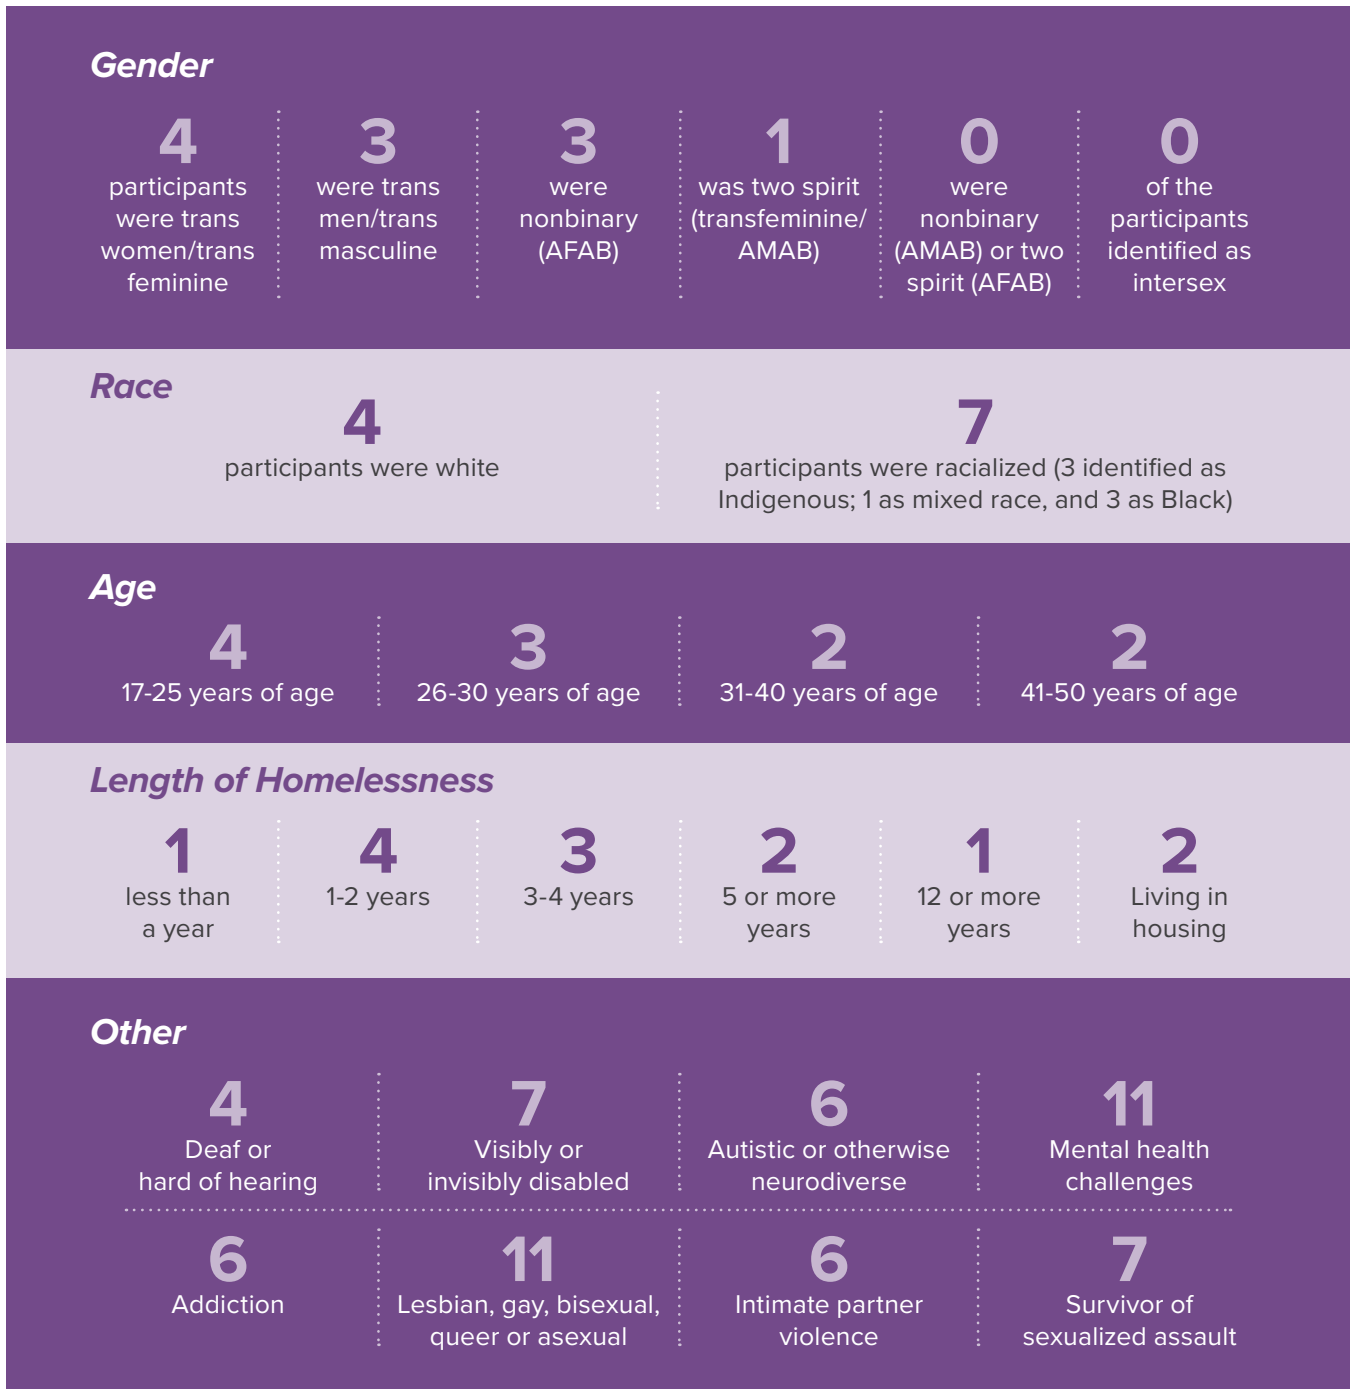 Gender
4
participants
were trans
women/trans
feminine
3
were trans
men/trans
masculine
3
were
nonbinary
(AFAB)
1
was two spirit
(transfeminine/
AMAB)
0
were
nonbinary
(AMAB) or two
spirit (AFAB)
0
of the
participants
identified as
intersex
Race
4
participants were white
7
participants were racialized (3 identified as
Indigenous; 1 as mixed race, and 3 as Black)
Age
4
17-25 years of age
3
26-30 years of age
2
31-40 years of age
2
41-50 years of age
Length of Homelessness
1
less than
a year
4
1-2 years
3
3-4 years
2
5 or more
years
1
12 or more
years
2
Living in
housing
Other
4
Deaf or
hard of hearing
7
Visibly or
invisibly disabled
6
Autistic or otherwise
neurodiverse
11
Mental health
challenges
6
Addiction
11
Lesbian, gay, bisexual,
queer or asexual
6
Intimate partner
violence
7
Survivor of
sexualized assault